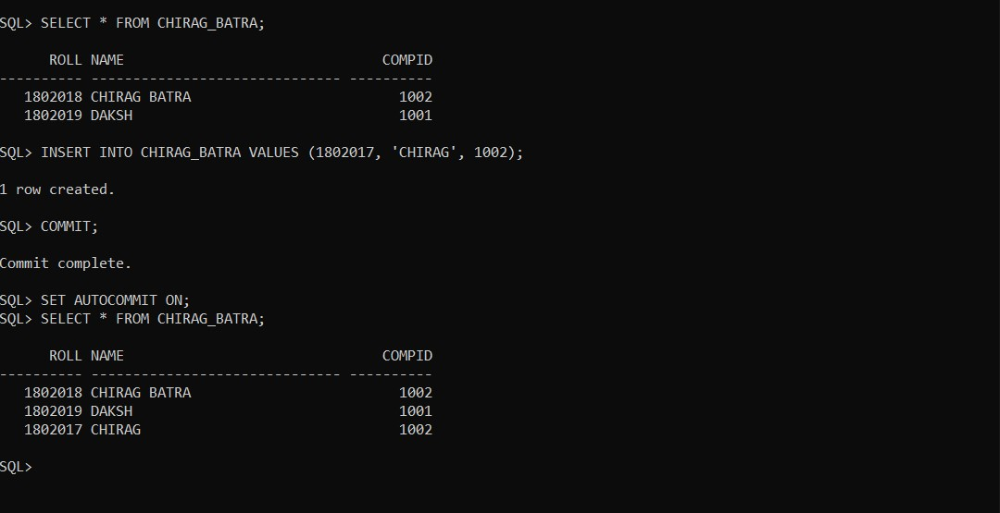 SQL> SELECT * FROM CHIRAG_BATRA;
      ROLL NAME                               COMPID
---------- ------------------------------ ----------
   1802018 CHIRAG BATRA                         1002
   1802019 DAKSH                                1001
SQL> INSERT INTO CHIRAG_BATRA VALUES (1802017, 'CHIRAG', 1002);
1 row created.
SQL> COMMIT;
Commit complete.
SQL> SET AUTOCOMMIT ON;
SQL> SELECT * FROM CHIRAG_BATRA;
      ROLL NAME                               COMPID
---------- ------------------------------ ----------
   1802018 CHIRAG BATRA                         1002
   1802019 DAKSH                                1001
   1802017 CHIRAG                               1002
SQL>